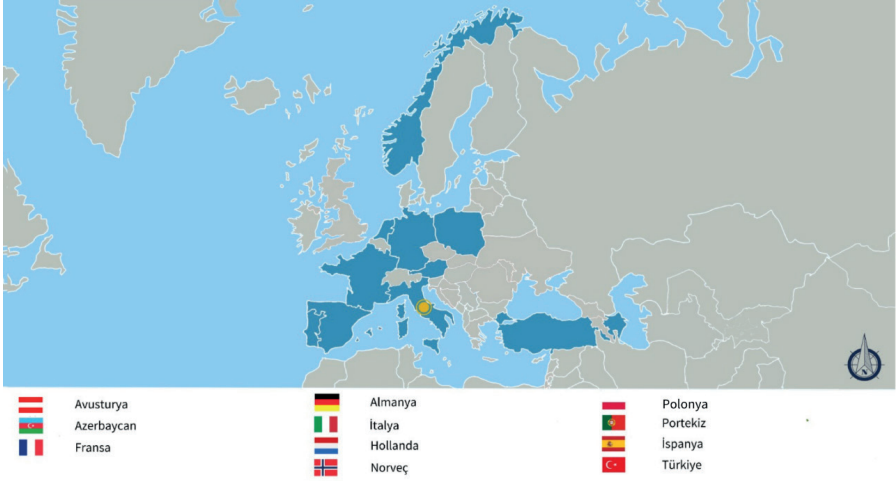 Avusturya
Azerbaycan
Fransa
Almanya
İtalya
Hollanda
Norveç
Polonya
Portekiz
İspanya
Türkiye
N